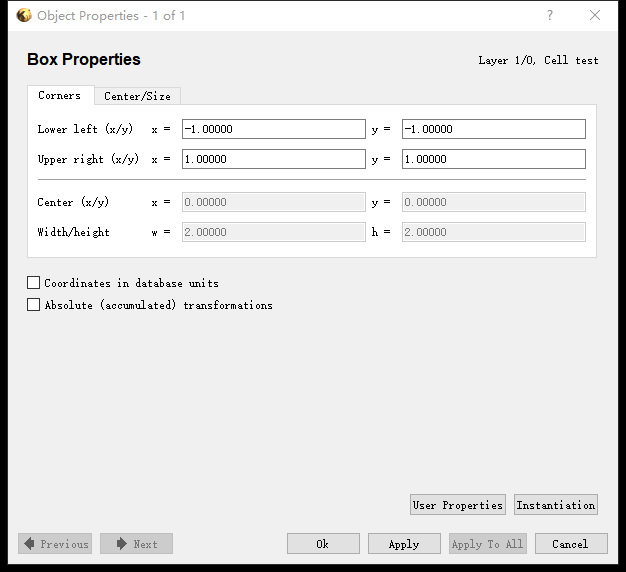 Object Properties - 1 of 1 ?
Box Properties
Layer 1/0, Cell test
Corners Center/Size
Lower left (x/y) x = -1.00000 y = -1.00000
Upper right (x/y) x = 1.00000 y = 1.00000
Center (x/y) x = 0.00000 y = 0.00000
Width/height w = 2.00000 h = 2.00000
Coordinates in database units
Absolute (accumulated) transformations
User Properties Instantiation
Previous Next Ok Apply Apply To All Cancel